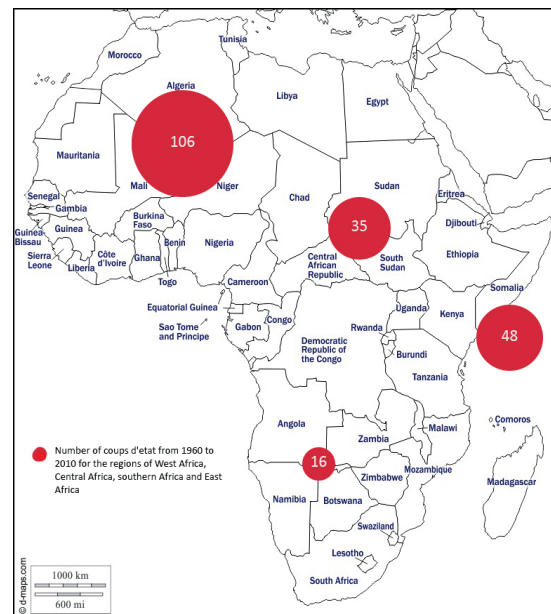 Tunisia
Morocco
Algeria
Libya
Egypt
106
Mauritania
Mali
Niger
Chad
Sudan
Eritrea
Senegal
Gambia
Guinea
Bissau
Guinea
Burkina
Faso
Djibouti
35
Sierra
Leone
Liberia
Côte
d'Ivoire
Ghana
Benin
Togo
Nigeria
Central
African
Republic
South
Sudan
Ethiopia
Cameroon
Somalia
Equatorial Guinea
Sao Tome
and Principe
Gabon
Congo
Uganda
Kenya
48
Rwanda
Democratic
Republic of
the Congo
Burundi
Tanzania
Comoros
Angola
Malawi
Zambia
Number of coups d'etat from 1960 to
2010 for the regions of West Africa,
Central Africa, southern Africa and East
Africa
16
Zimbabwe
Mozambique
Madagascar
Namibia
Botswana
Swaziland
Lesotho
South Africa
1000 km
600 mi
© d-maps.com